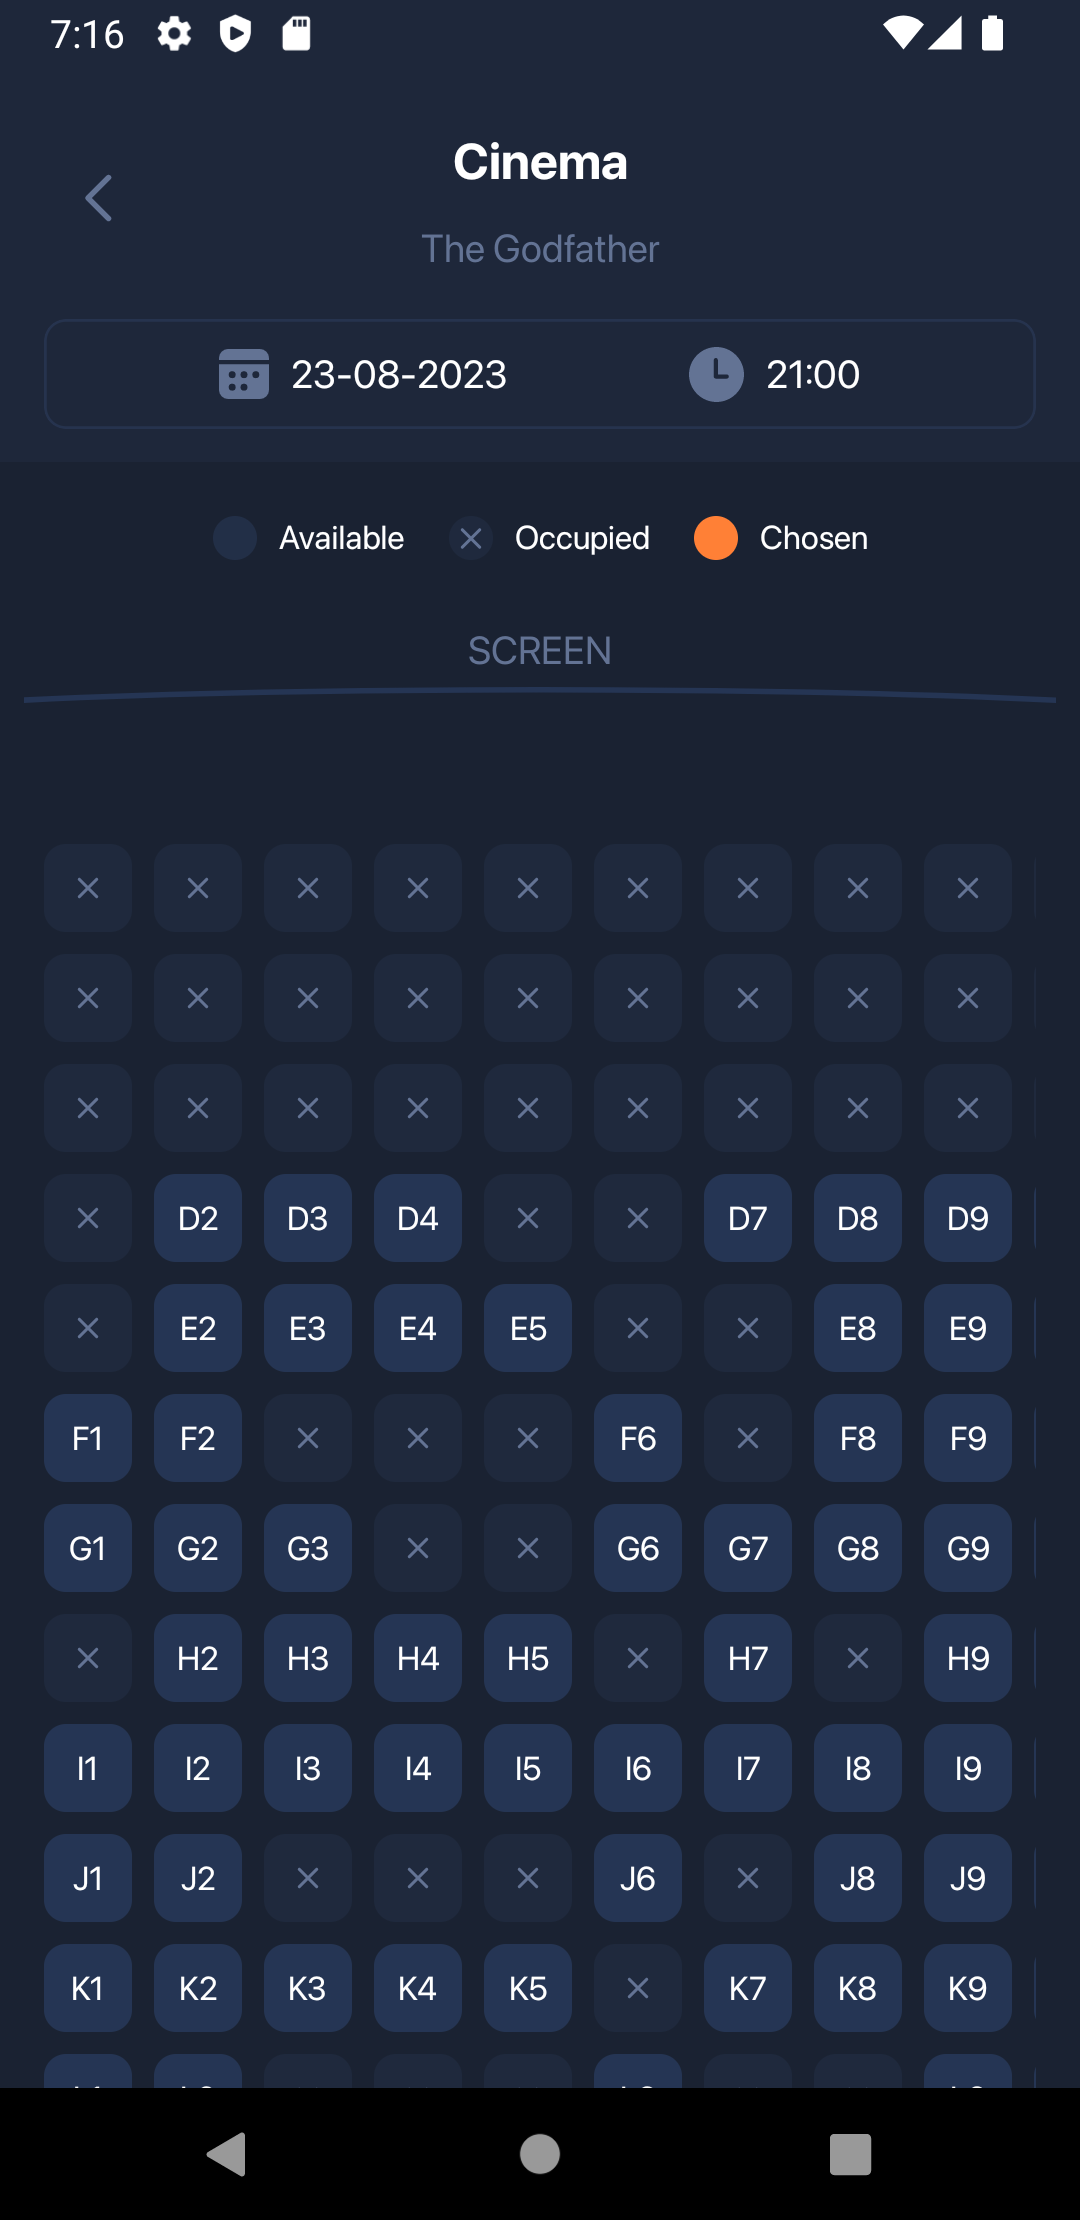 7:16
Cinema
The Godfather
23-08-2023 21:00
Available Occupied Chosen
SCREEN
D2 D3 D4 D7 D8 D9
E2 E3 E4 E5 E8 E9
F1 F2 F6 F8 F9
G1 G2 G3 G6 G7 G8 G9
H2 H3 H4 H5 H7 H9
I1 I2 I3 I4 I5 I6 I7 I8 I9
J1 J2 J6 J8 J9
K1 K2 K3 K4 K5 K7 K8 K9